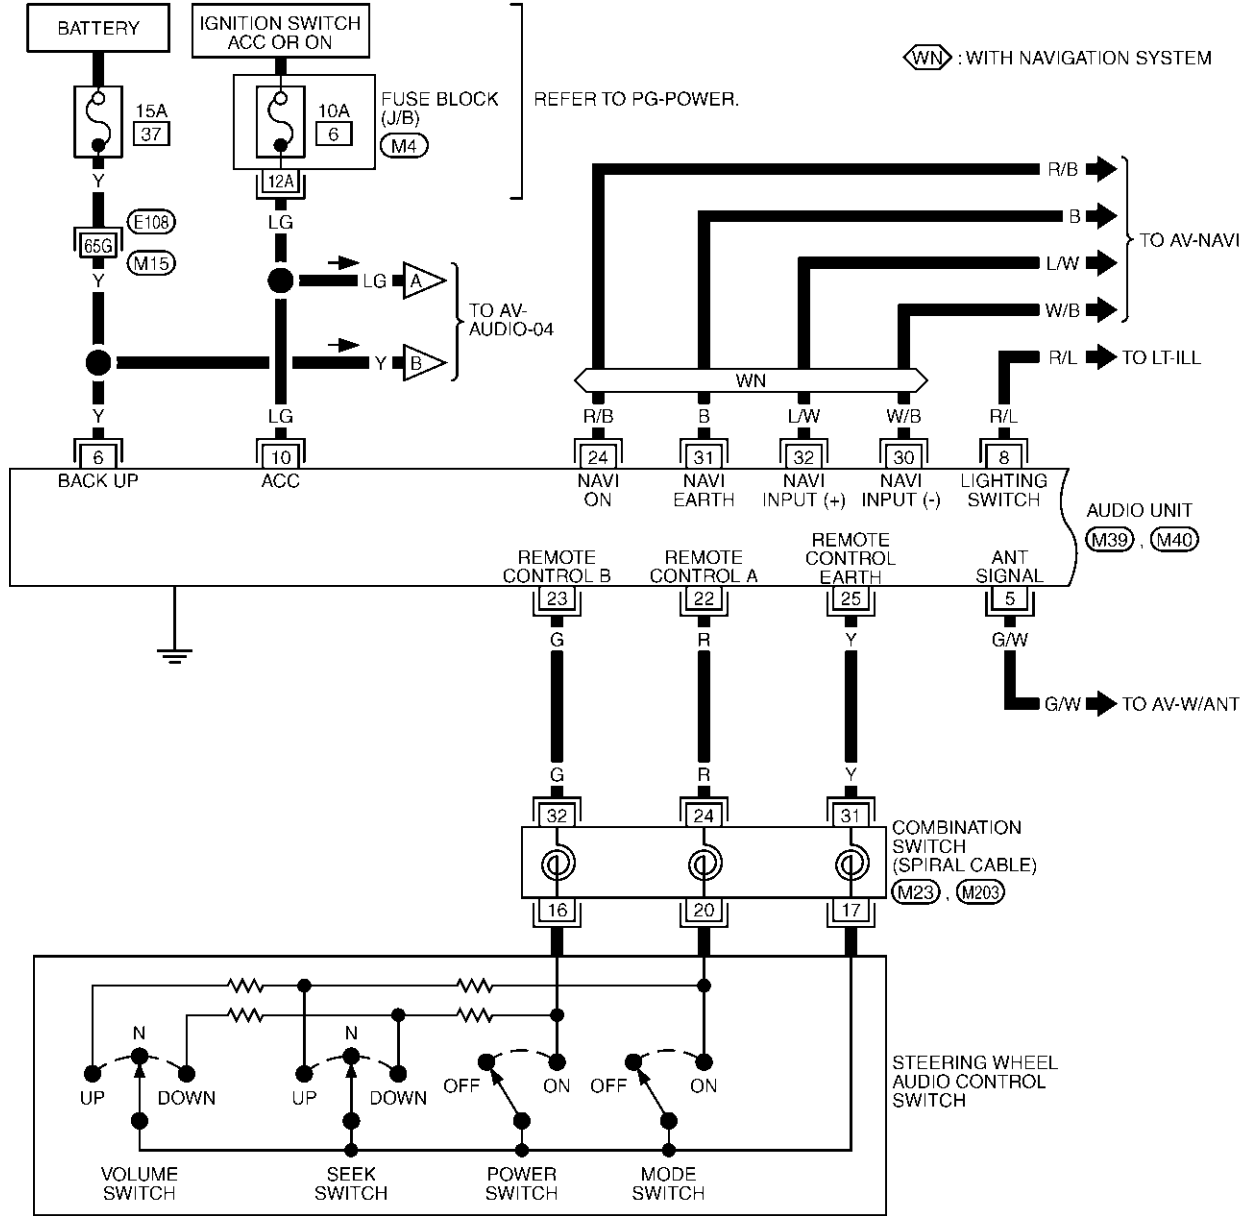 BATTERY
IGNITION SWITCH
ACC OR ON
WN : WITH NAVIGATION SYSTEM
15A
37
10A
6
FUSE BLOCK
(J/B)
M4
REFER TO PG-POWER.
12A
Y
LG
E108
65G
M15
Y
LG A
TO AV-
AUDIO-04
Y B
R/B
B
L/W
W/B
TO AV-NAVI
R/L TO LT-ILL
WN
Y
LG
R/B
B
L/W
W/B
R/L
6
10
24
31
32
30
8
BACK UP
ACC
NAVI
ON
NAVI
EARTH
NAVI
INPUT (+)
NAVI
INPUT (-)
LIGHTING
SWITCH
AUDIO UNIT
M39 , M40
REMOTE
CONTROL B
REMOTE
CONTROL A
REMOTE
CONTROL
EARTH
ANT
SIGNAL
23
22
25
5
G
R
Y
G/W
G/W TO AV-W/ANT
G
R
Y
32
24
31
COMBINATION
SWITCH
(SPIRAL CABLE)
M23 , M203
16
20
17
N
N
UP
DOWN
UP
DOWN
OFF
ON
OFF
ON
STEERING WHEEL
AUDIO CONTROL
SWITCH
VOLUME
SWITCH
SEEK
SWITCH
POWER
SWITCH
MODE
SWITCH